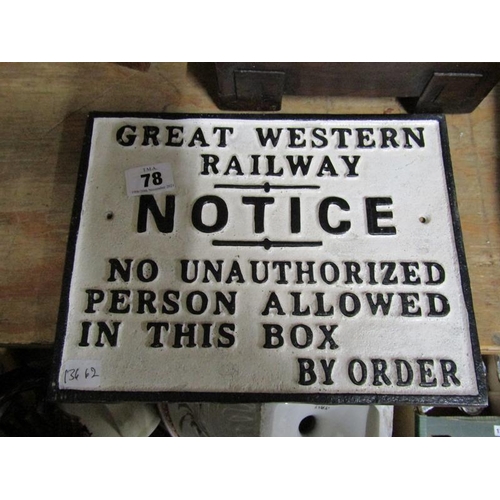 GREAT WESTERN
RAILWAY
78
NOTICE
NO UNAUTHORIZED
PERSON ALLOWED
IN THIS BOX
BY ORDER